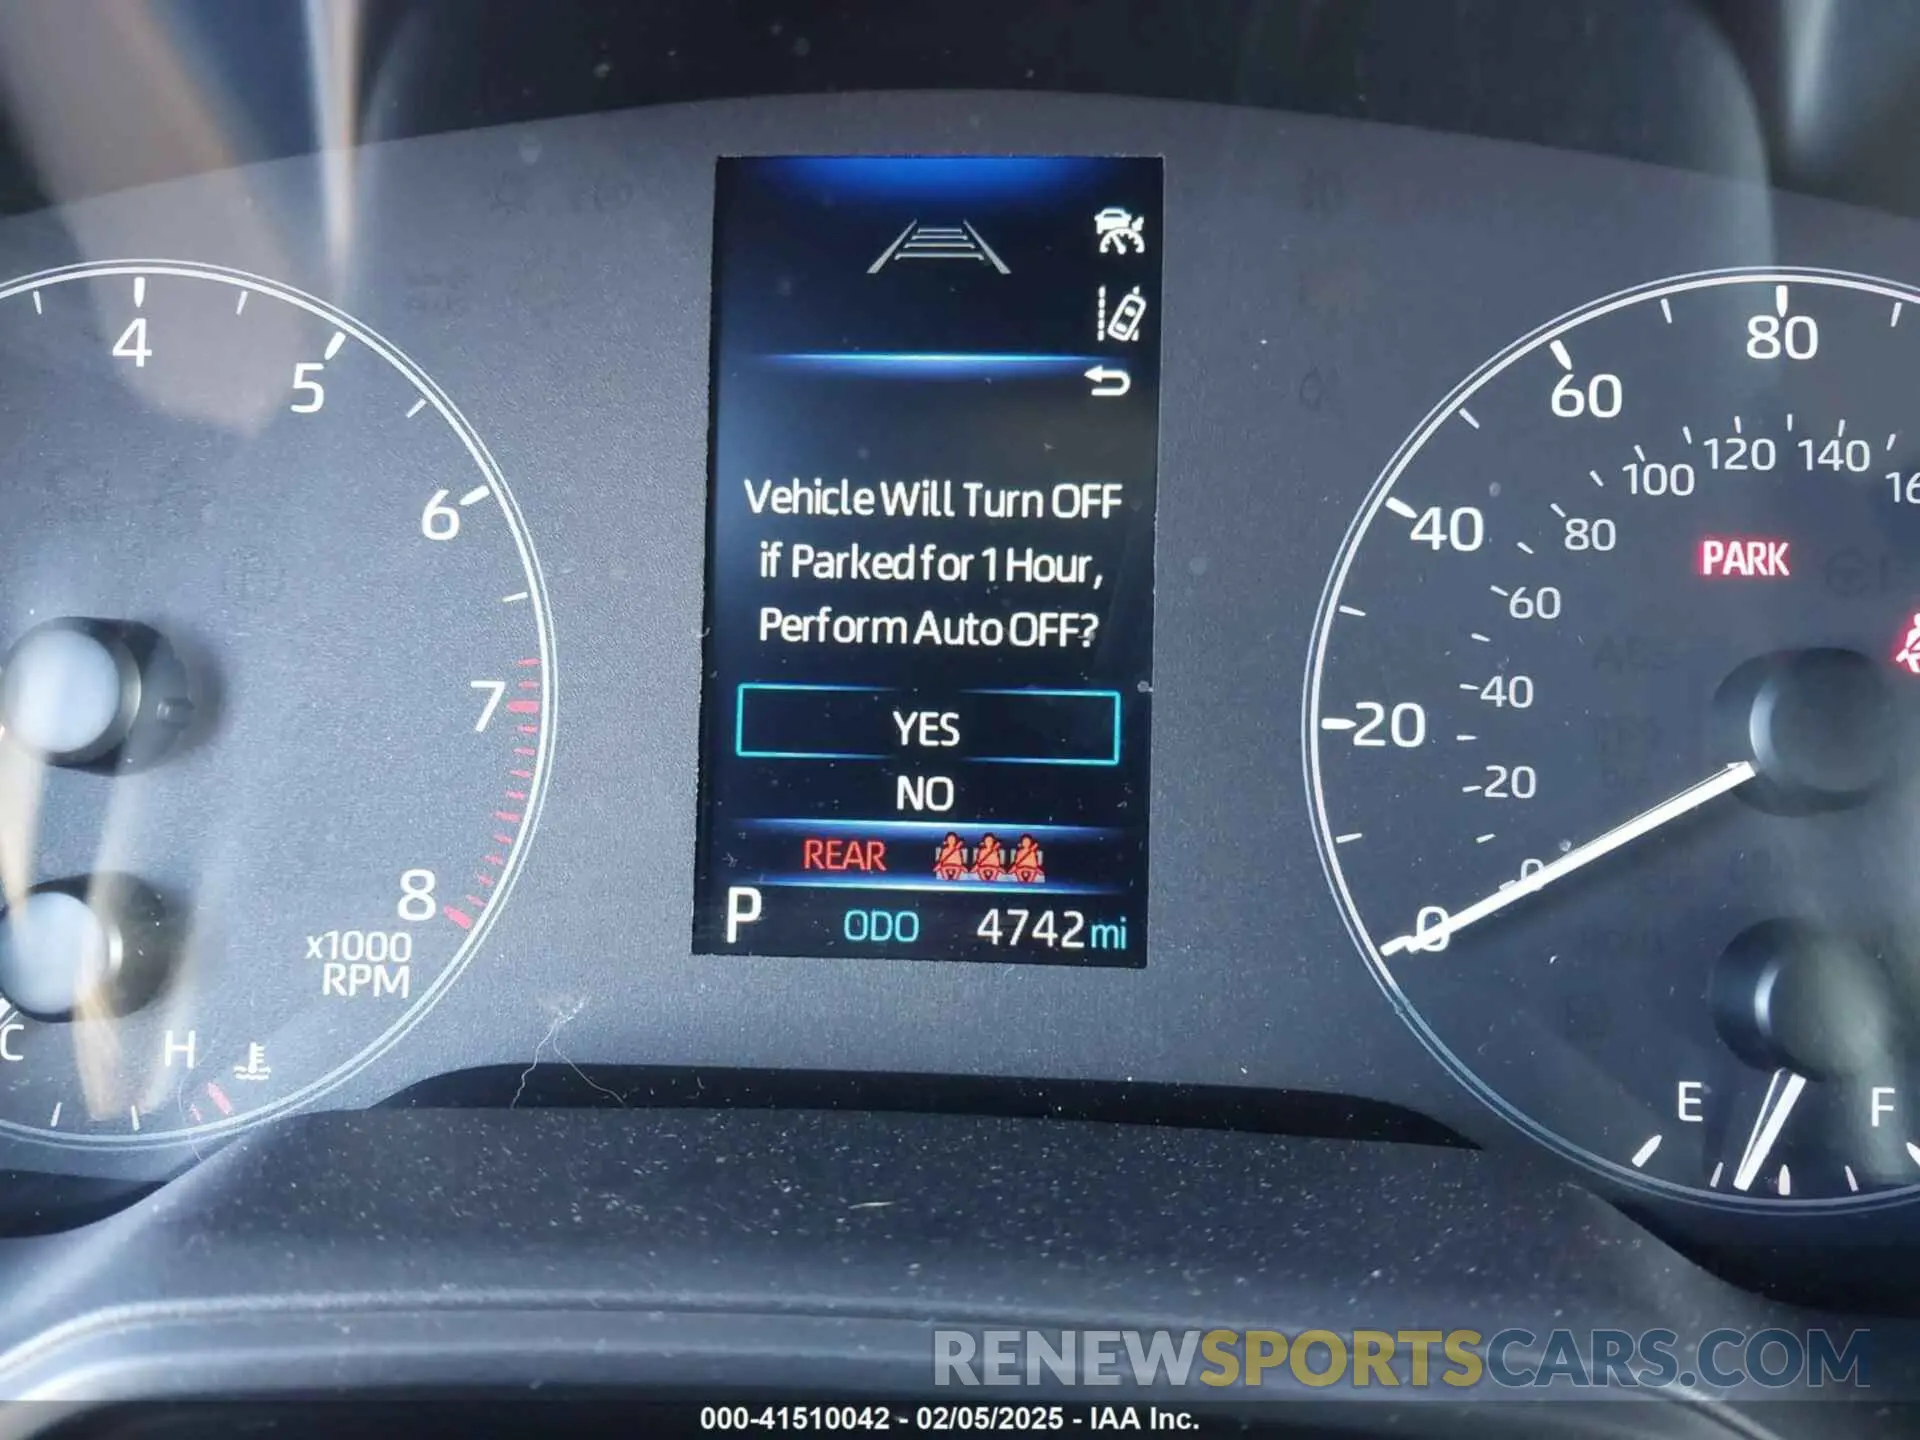 4
5
6
7
8
x1000
RPM
C
H
Vehicle Will Turn OFF
if Parked for 1 Hour,
Perform Auto OFF?
YES
NO
REAR
P ODO 4742 mi
80
60
40
20
0
140
120
100
80
60
40
20
0
PARK
E
F
RENEWSPORTSCARS.COM
000-41510042 - 02/05/2025 - IAA Inc.